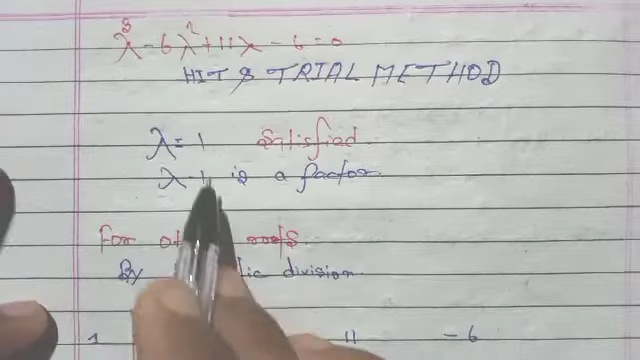 λ³ - 6λ² + 11λ - 6 = 0
HIT & TRIAL METHOD
λ = 1 Satisfied
λ - 1 is a factor
For roots
By division
1 11 - 6